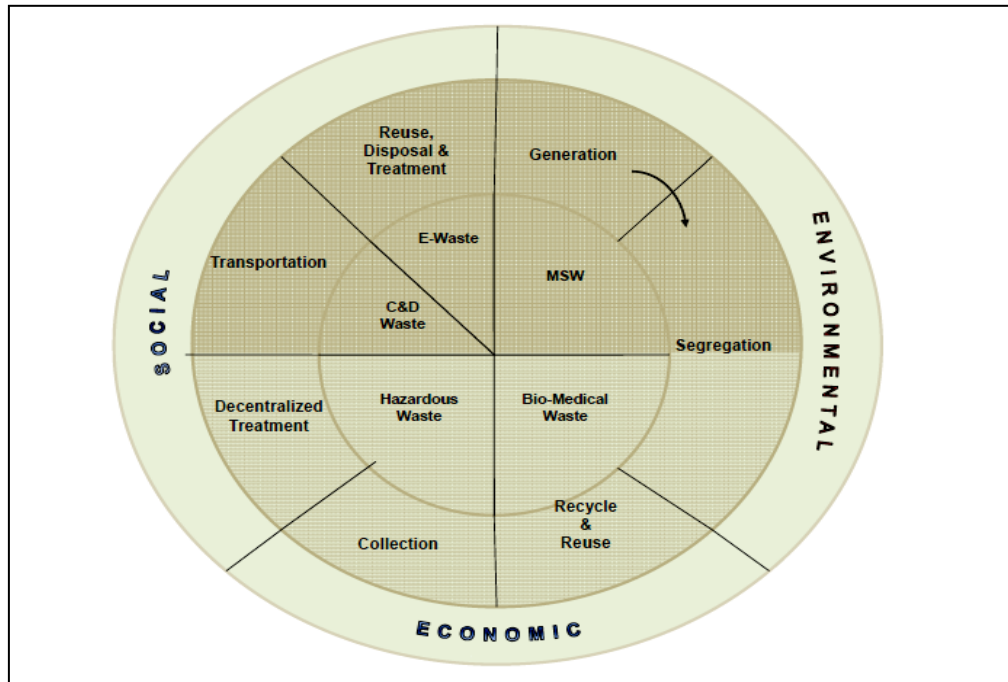 Reuse,
Disposal &
Treatment
Generation
E-Waste
MSW
Transportation
C&D
Waste
Segregation
Hazardous
Waste
Bio-Medical
Waste
Decentralized
Treatment
Recycle
&
Reuse
Collection
SOCIAL
ENVIRONMENTAL
ECONOMIC